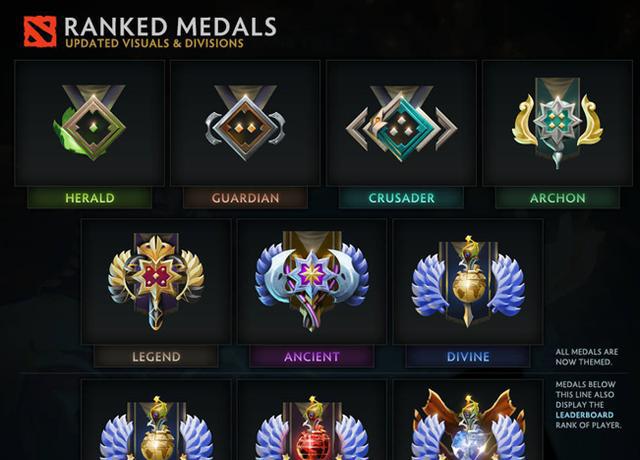 RANKED MEDALS
UPDATED VISUALS & DIVISIONS
HERALD
GUARDIAN
CRUSADER
ARCHON
LEGEND
ANCIENT
DIVINE
ALL MEDALS ARE
NOW THEMED.
MEDALS BELOW
THIS LINE ALSO
DISPLAY THE
LEADERBOARD
RANK OF PLAYER.